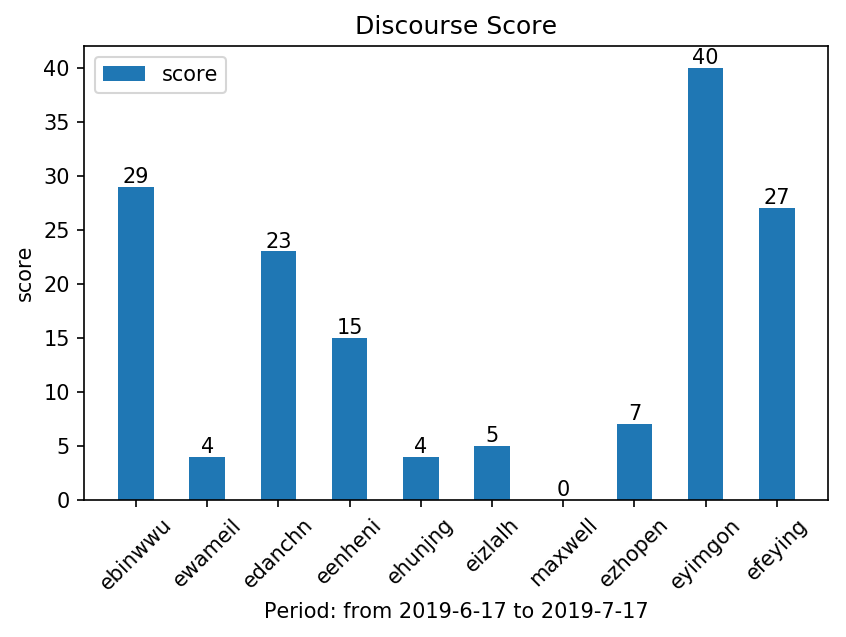 Discourse Score
score
40
35
30
25
20
15
10
5
0
score
29
4
23
15
4
5
0
7
40
27
ebinwwu
ewameil
edanchn
eenheni
ehunjng
eizlalh
maxwell
ezhopen
eyimgon
efeying
Period: from 2019-6-17 to 2019-7-17